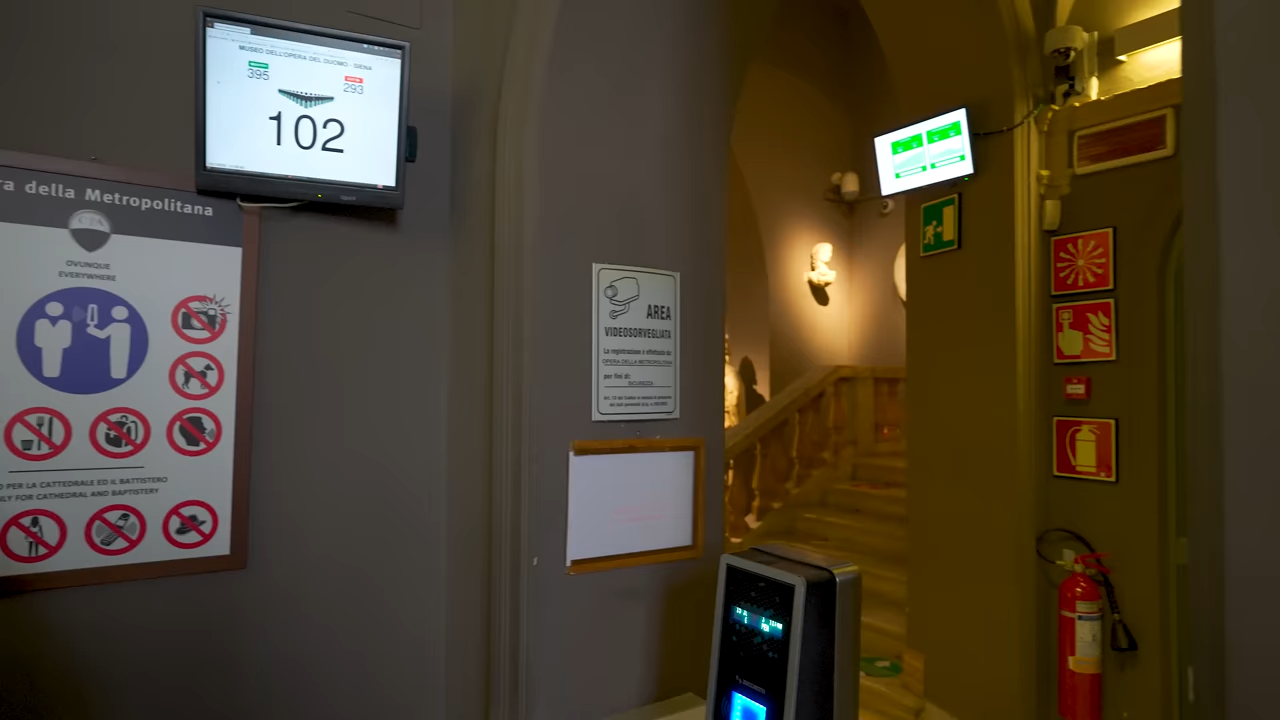 MUSEO DELL'OPERA DEL DUOMO - SIENA
395
293
102
ra della Metropolitana
OVUNQUE
EVERYWHERE
O PER LA CATTEDRALE ED IL BATTISTERO
NLY FOR CATHEDRAL AND BAPTISTERY
AREA
VIDEOSORVEGLIATA
La registrazione è effettuata da
OPERA DELLA METROPOLITANA
per fini di:
SICUREZZA